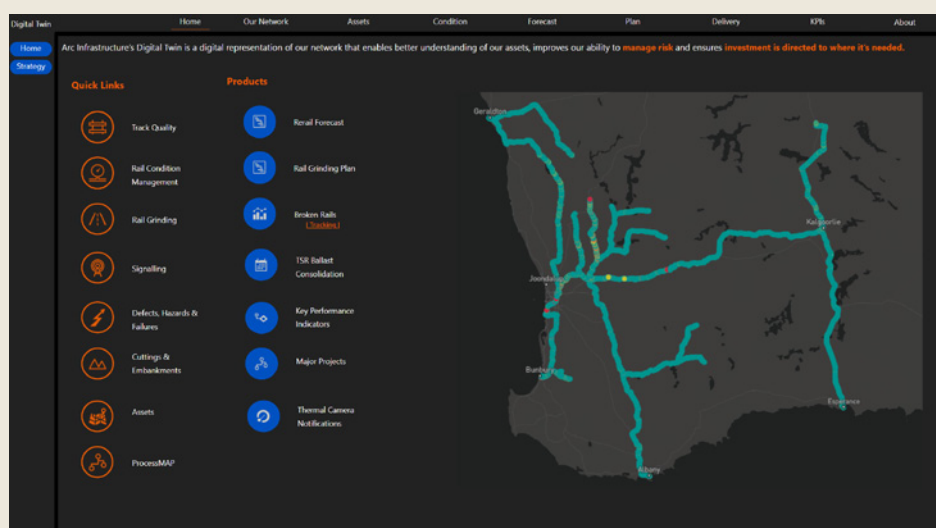 Digital Twin
Home
Our Network
Assets
Condition
Forecast
Plan
Delivery
KPIs
About
Home
Strategy
Arc Infrastructure's Digital Twin is a digital representation of our network that enables better understanding of our assets, improves our ability to manage risk and ensures investment is directed to where it's needed.
Quick Links
Track Quality
Rail Condition
Management
Rail Grinding
Signalling
Defects, Hazards &
Failures
Cuttings &
Embankments
Assets
ProcessMAP
Products
Rerail Forecast
Rail Grinding Plan
Broken Rails
(Tracking)
TSR Ballast
Consolidation
Key Performance
Indicators
Major Projects
Thermal Camera
Notifications
Geraldton
Kalgoorlie
Bunbury
Esperance
Albany